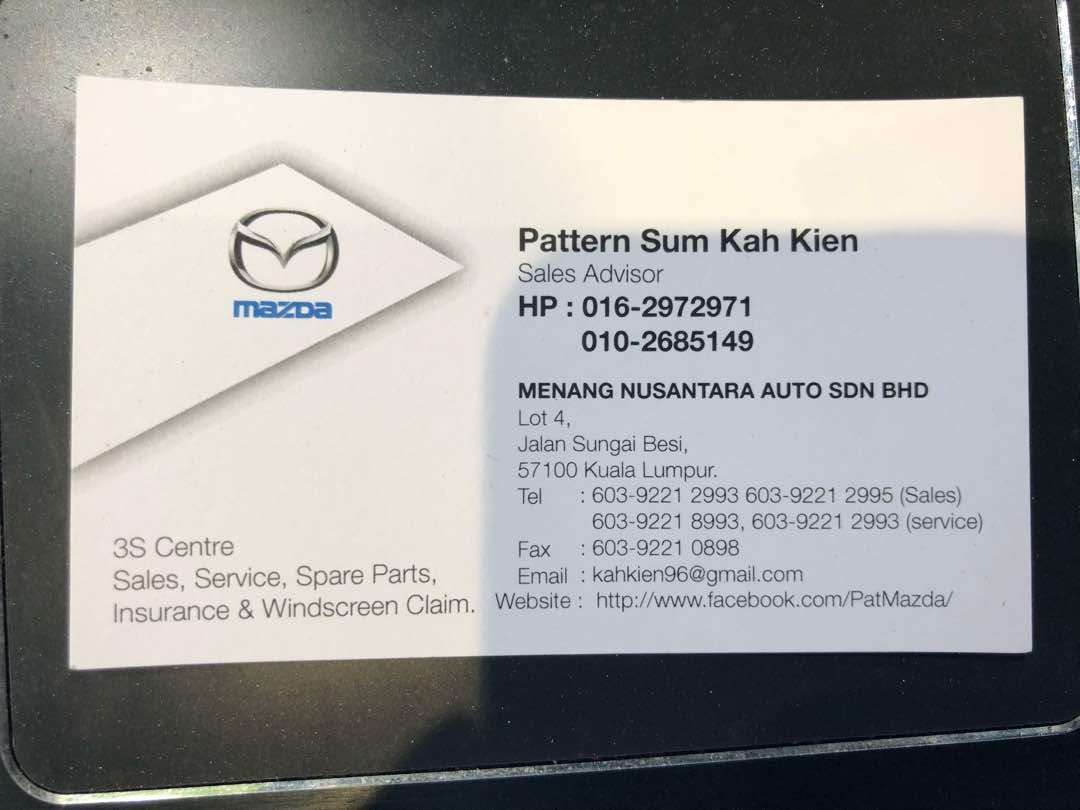 mazda
Pattern Sum Kah Kien
Sales Advisor
HP : 016-2972971
010-2685149
MENANG NUSANTARA AUTO SDN BHD
Lot 4,
Jalan Sungai Besi,
57100 Kuala Lumpur.
Tel : 603-9221 2993 603-9221 2995 (Sales)
603-9221 8993, 603-9221 2993 (service)
Fax : 603-9221 0898
Email : kahkien96@gmail.com
Website : http://www.facebook.com/PatMazda/
3S Centre
Sales, Service, Spare Parts,
Insurance & Windscreen Claim.